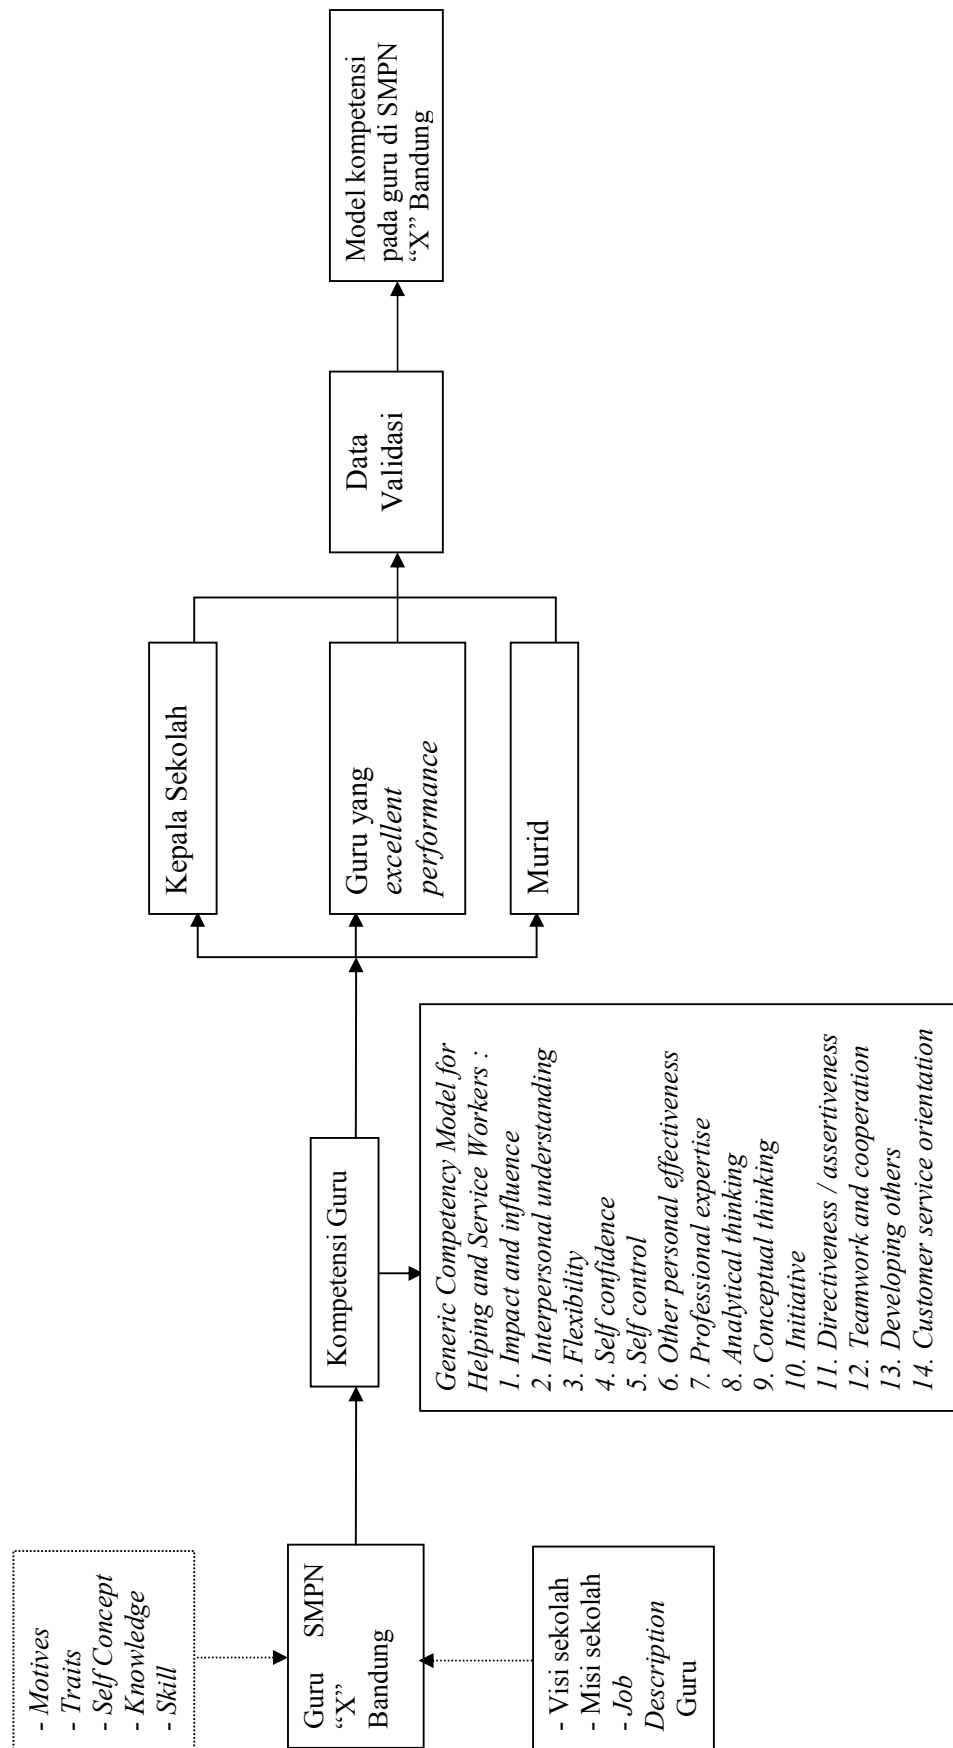 - Motives
- Traits
- Self Concept
- Knowledge
- Skill
Guru SMPN
“X”
Bandung
- Visi sekolah
- Misi sekolah
- Job
Description
Guru
Kompetensi Guru
Generic Competency Model for
Helping and Service Workers :
1. Impact and influence
2. Interpersonal understanding
3. Flexibility
4. Self confidence
5. Self control
6. Other personal effectiveness
7. Professional expertise
8. Analytical thinking
9. Conceptual thinking
10. Initiative
11. Directiveness / assertiveness
12. Teamwork and cooperation
13. Developing others
14. Customer service orientation
Kepala Sekolah
Guru yang
excellent
performance
Murid
Data
Validasi
Model kompetensi
pada guru di SMPN
“X” Bandung